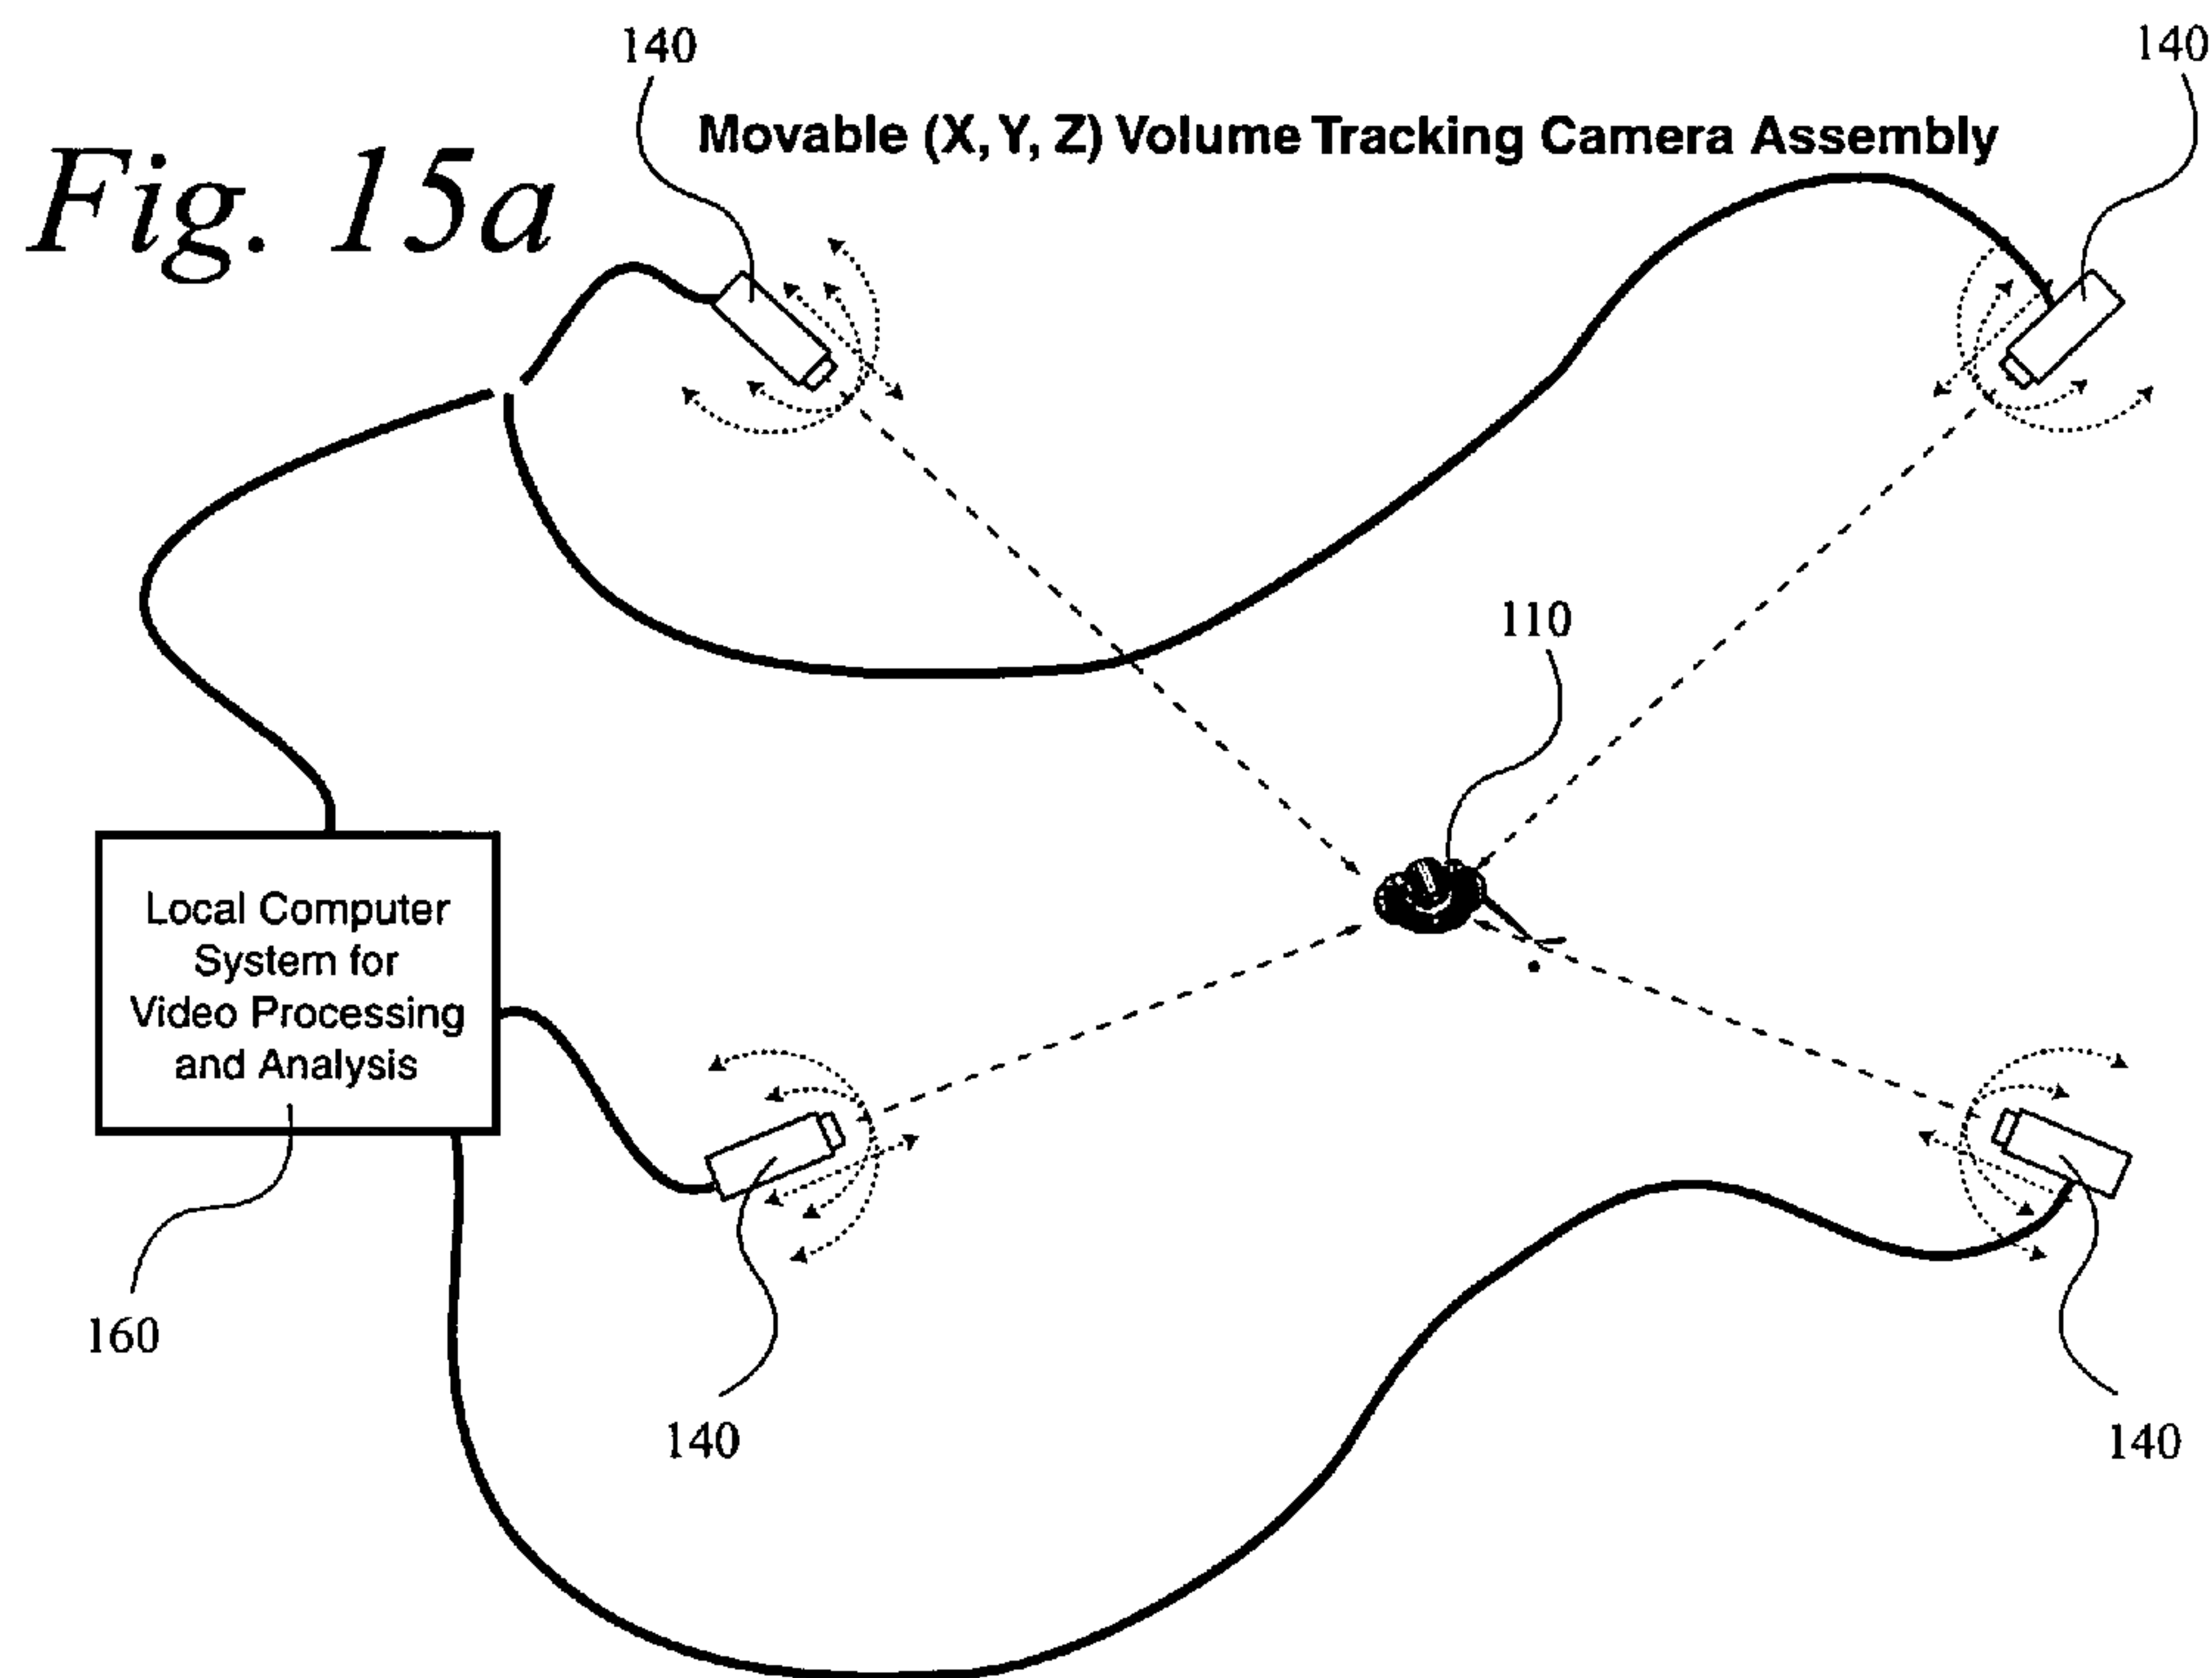 140
140
Movable (X, Y, Z) Volume Tracking Camera Assembly
Fig. 15a
110
Local Computer
System for
Video Processing
and Analysis
160
140
140